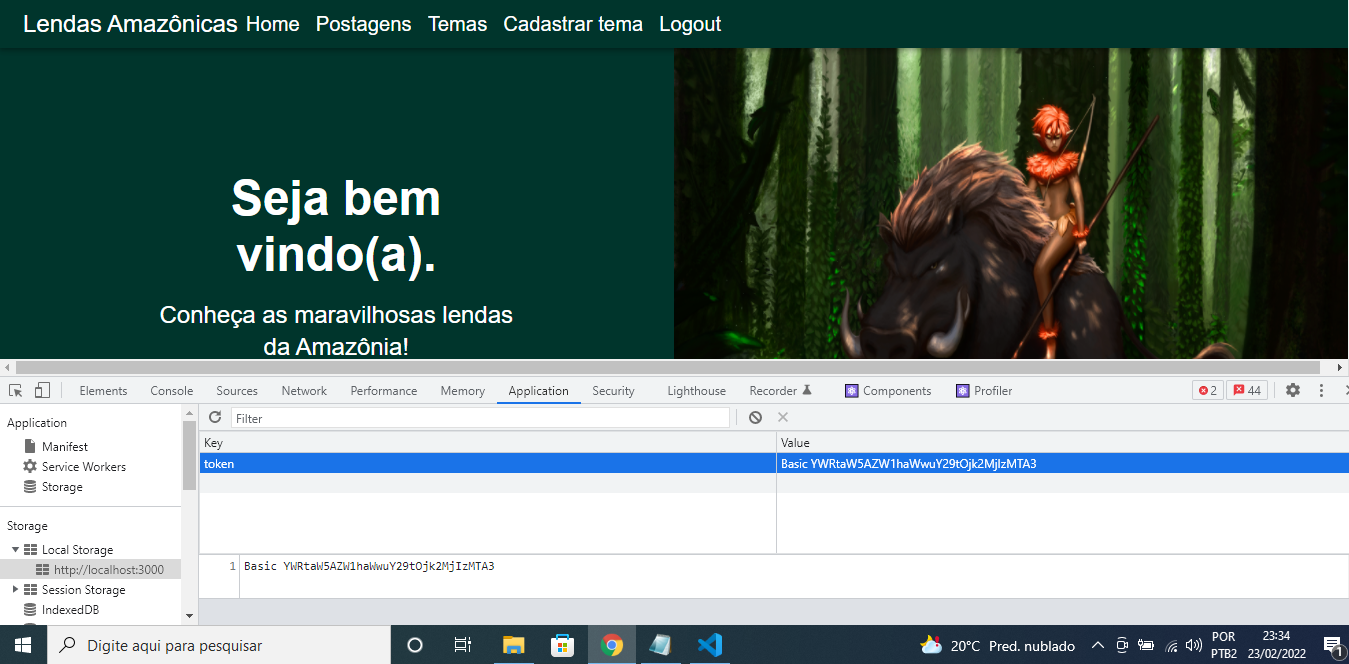 Lendas Amazônicas Home Postagens Temas Cadastrar tema Logout
Seja bem
vindo(a).
Conheça as maravilhosas lendas
da Amazônia!
Elements Console Sources Network Performance Memory Application Security Lighthouse Recorder Components Profiler 2 44
Application
Manifest
Service Workers
Storage
Storage
Local Storage
http://localhost:3000
Session Storage
IndexedDB
Filter
Key Value
token Basic YWRtaW5AZW1haWwuY29tOjk2MjIzMTA3
1 Basic YWRtaW5AZW1haWwuY29tOjk2MjIzMTA3
Digite aqui para pesquisar
20°C Pred. nublado
POR
PTB2
23:34
23/02/2022
1